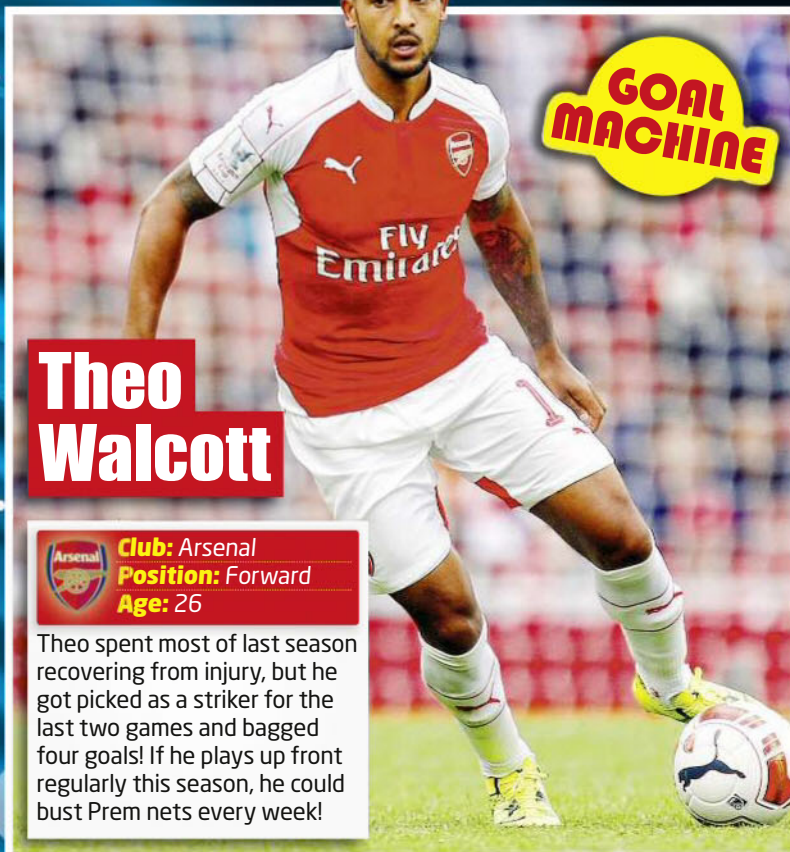 GOAL
MACHINE
Fly
Emirates
1
Theo
Walcott
Arsenal
Club: Arsenal
Position: Forward
Age: 26
Theo spent most of last season
recovering from injury, but he
got picked as a striker for the
last two games and bagged
four goals! If he plays up front
regularly this season, he could
bust Prem nets every week!